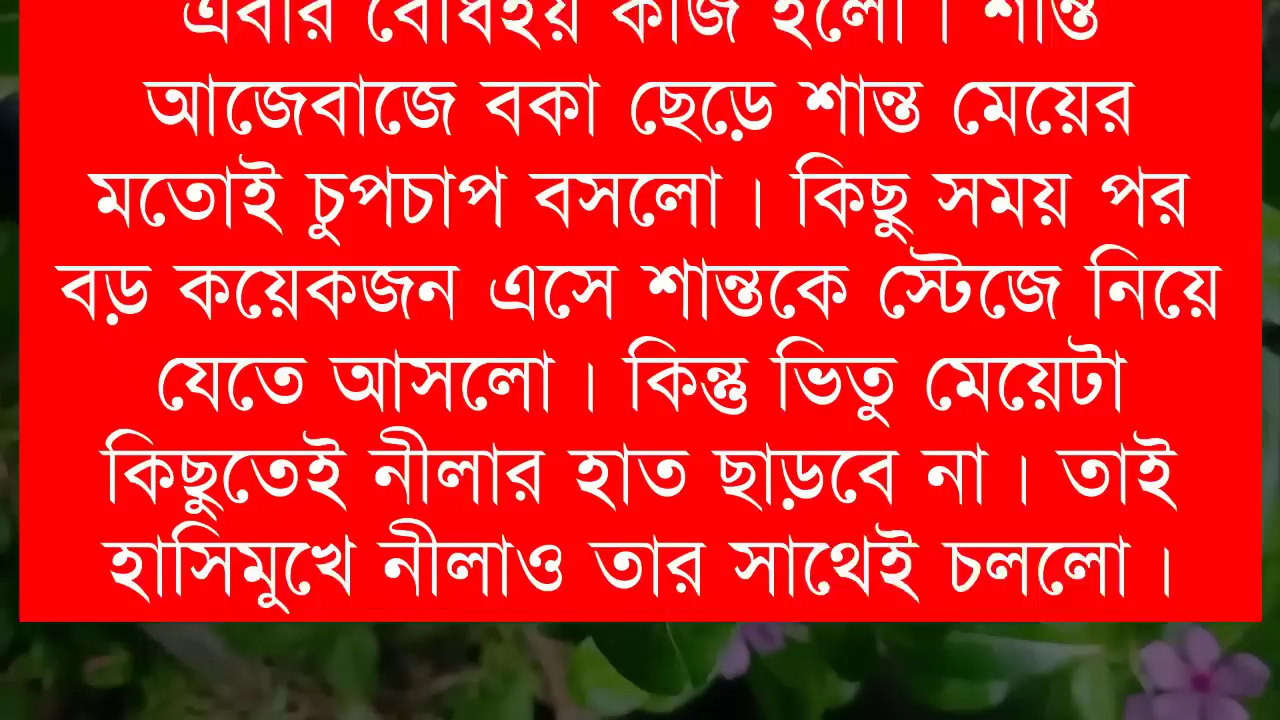 এবার বোধহয় কাজ হলো। শান্ত
আজেবাজে বকা ছেড়ে শান্ত মেয়ের
মতোই চুপচাপ বসলো। কিছু সময় পর
বড় কয়েকজন এসে শান্তকে স্টেজে নিয়ে
যেতে আসলো। কিন্তু ভিতু মেয়েটা
কিছুতেই নীলার হাত ছাড়বে না। তাই
হাসিমুখে নীলাও তার সাথেই চললো।